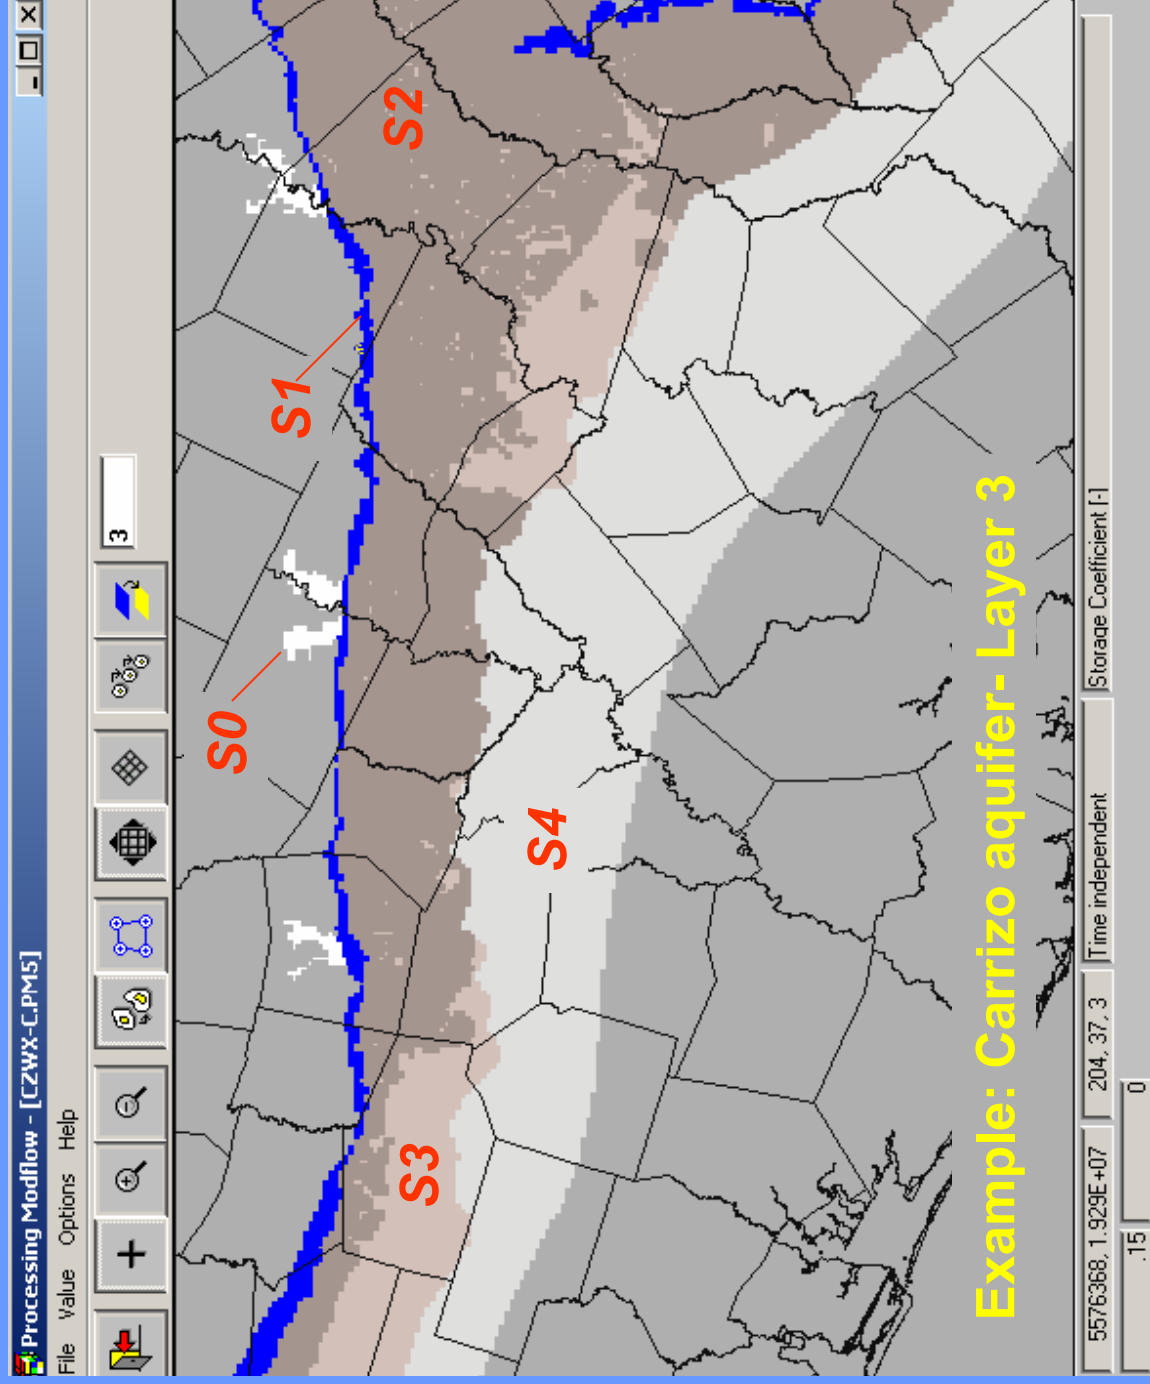 Processing Modflow - [CZWX-C.PM5]
File Value Options Help
3
S0
S1
S2
S3
S4
Example: Carrizo aquifer- Layer 3
5576368, 1.929E+07
204, 37, 3
Time independent
Storage Coefficient [-]
.15
0